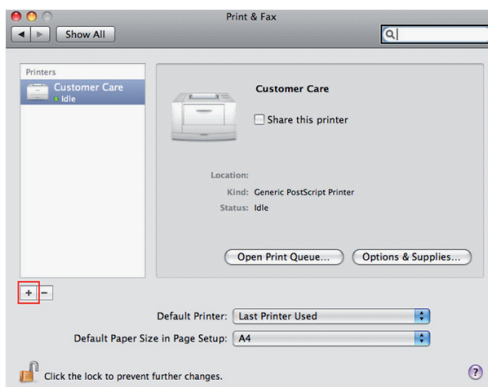 Print & Fax
Show All
Printers
Customer Care
Idle
Customer Care
Share this printer
Location:
Kind: Generic PostScript Printer
Status: Idle
Open Print Queue... Options & Supplies...
+ -
Default Printer: Last Printer Used
Default Paper Size in Page Setup: A4
Click the lock to prevent further changes.
?